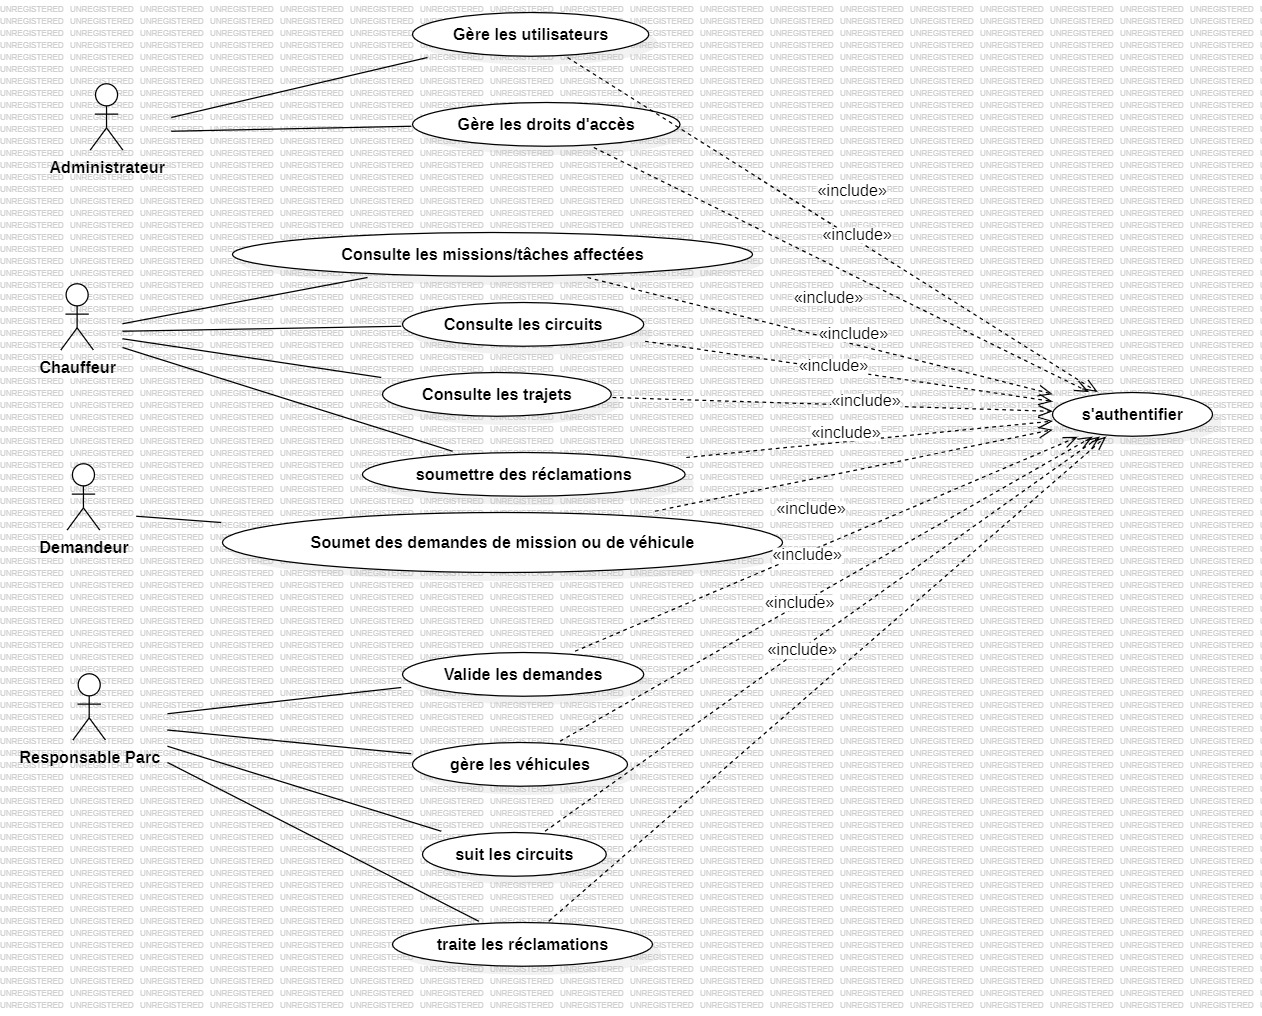 Gère les utilisateurs
Gère les droits d'accès
Administrateur
«include»
«include»
Consulte les missions/tâches affectées
«include»
Consulte les circuits
«include»
Chauffeur
«include»
Consulte les trajets
«include»
s'authentifier
«include»
soumettre des réclamations
«include»
Demandeur
Soumet des demandes de mission ou de véhicule
«include»
«include»
«include»
Valide les demandes
Responsable Parc
gère les véhicules
suit les circuits
traite les réclamations
UNREGISTERED